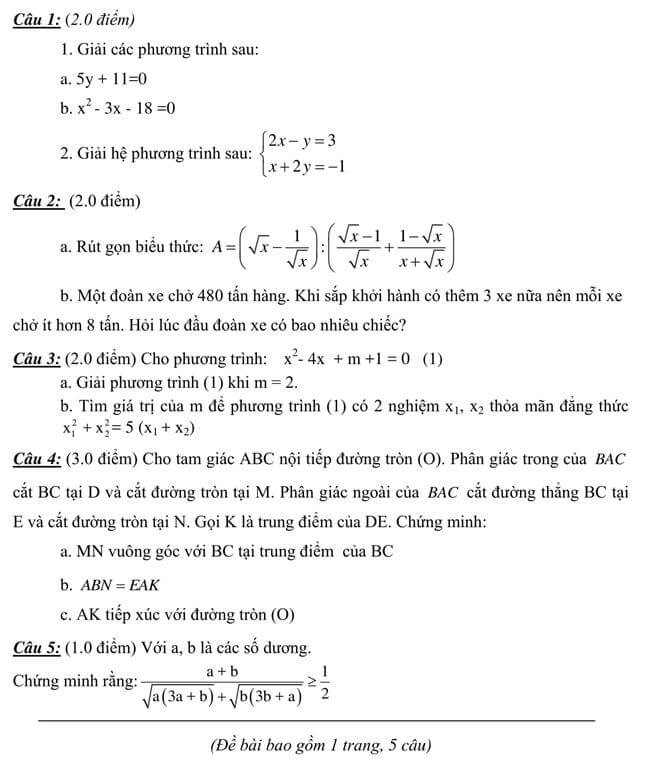 Câu 1: (2.0 điểm)
1. Giải các phương trình sau:
a. 5y + 11=0
b. x² - 3x - 18 =0
2. Giải hệ phương trình sau: {2x − y = 3
x + 2y = −1
Câu 2: (2.0 điểm)
a. Rút gọn biểu thức: A = (√x − 1/√x) : ((√x − 1)/√x + (1 − √x)/(x + √x))
b. Một đoàn xe chở 480 tấn hàng. Khi sắp khởi hành có thêm 3 xe nữa nên mỗi xe
chở ít hơn 8 tấn. Hỏi lúc đầu đoàn xe có bao nhiêu chiếc?
Câu 3: (2.0 điểm) Cho phương trình: x² - 4x + m +1 = 0 (1)
a. Giải phương trình (1) khi m = 2.
b. Tìm giá trị của m để phương trình (1) có 2 nghiệm x₁, x₂ thỏa mãn đẳng thức
x₁² + x₂² = 5 (x₁ + x₂)
Câu 4: (3.0 điểm) Cho tam giác ABC nội tiếp đường tròn (O). Phân giác trong của BAC
cắt BC tại D và cắt đường tròn tại M. Phân giác ngoài của BAC cắt đường thẳng BC tại
E và cắt đường tròn tại N. Gọi K là trung điểm của DE. Chứng minh:
a. MN vuông góc với BC tại trung điểm của BC
b. ABN = EAK
c. AK tiếp xúc với đường tròn (O)
Câu 5: (1.0 điểm) Với a, b là các số dương.
Chứng minh rằng: (a + b)/(√(a(3a + b)) + √(b(3b + a))) ≥ 1/2
(Đề bài bao gồm 1 trang, 5 câu)